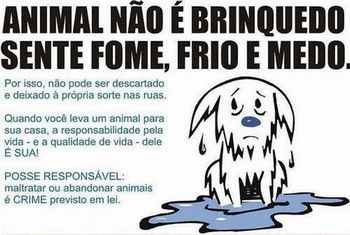 ANIMAL NÃO É BRINQUEDO
SENTE FOME, FRIO E MEDO.
Por isso, não pode ser descartado
e deixado à própria sorte nas ruas.
Quando você leva um animal para
sua casa, a responsabilidade pela
vida - e a qualidade de vida - dele
É SUA!
POSSE RESPONSÁVEL:
maltratar ou abandonar animais
é CRIME previsto em lei.